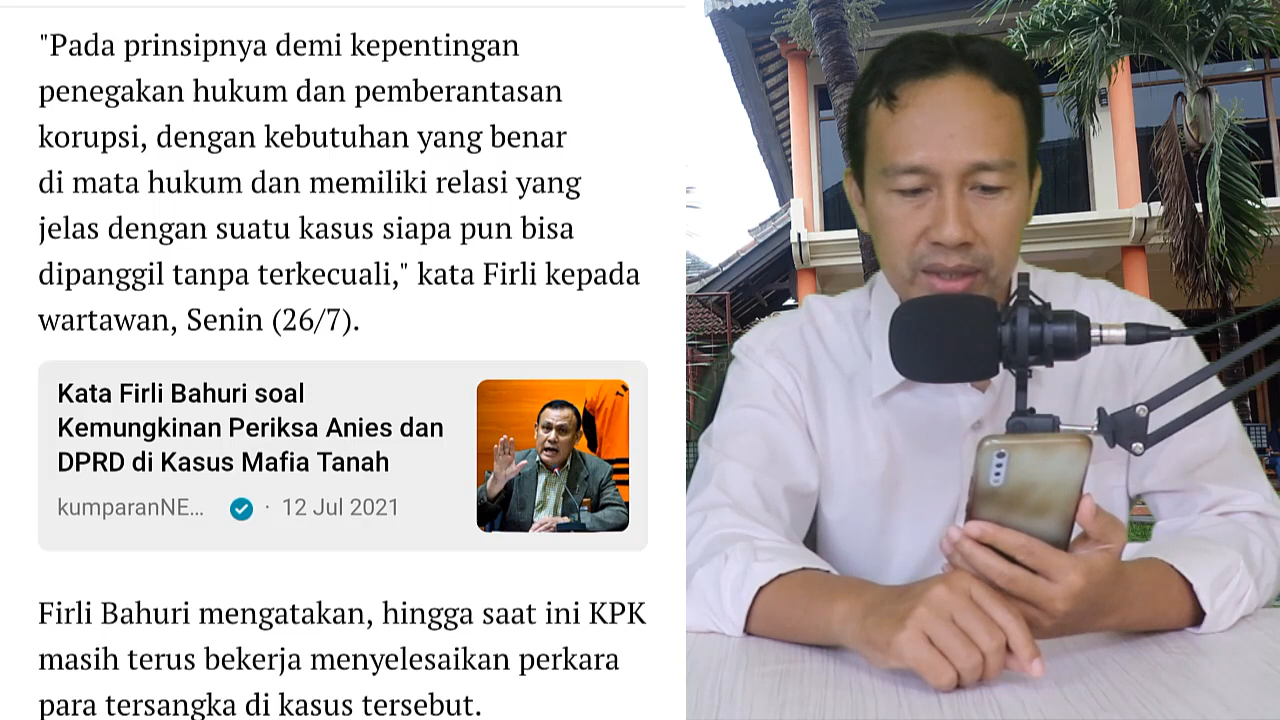 "Pada prinsipnya demi kepentingan
penegakan hukum dan pemberantasan
korupsi, dengan kebutuhan yang benar
di mata hukum dan memiliki relasi yang
jelas dengan suatu kasus siapa pun bisa
dipanggil tanpa terkecuali," kata Firli kepada
wartawan, Senin (26/7).
Kata Firli Bahuri soal
Kemungkinan Periksa Anies dan
DPRD di Kasus Mafia Tanah
kumparanNE... · 12 Jul 2021
Firli Bahuri mengatakan, hingga saat ini KPK
masih terus bekerja menyelesaikan perkara
para tersangka di kasus tersebut.